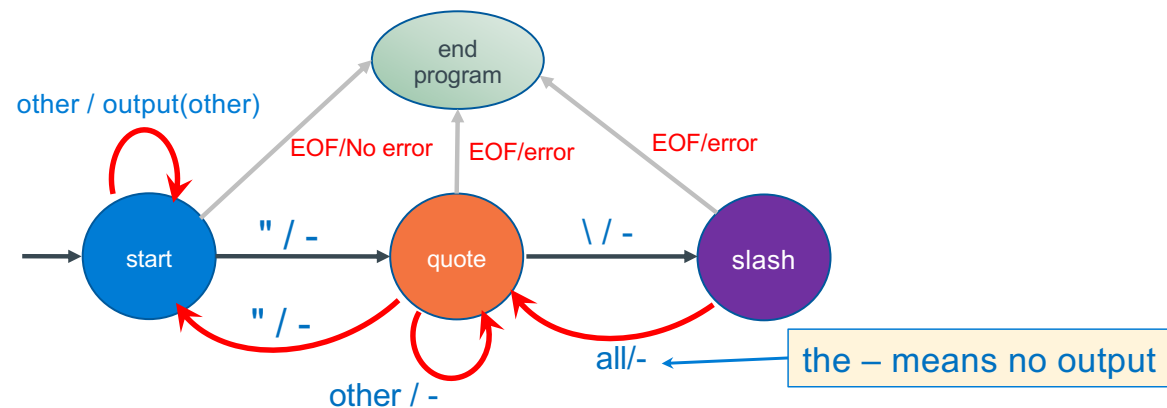 end
program
other / output(other)
EOF/No error
EOF/error
EOF/error
" / -
\ / -
start
quote
slash
" / -
all/-
the – means no output
other / -